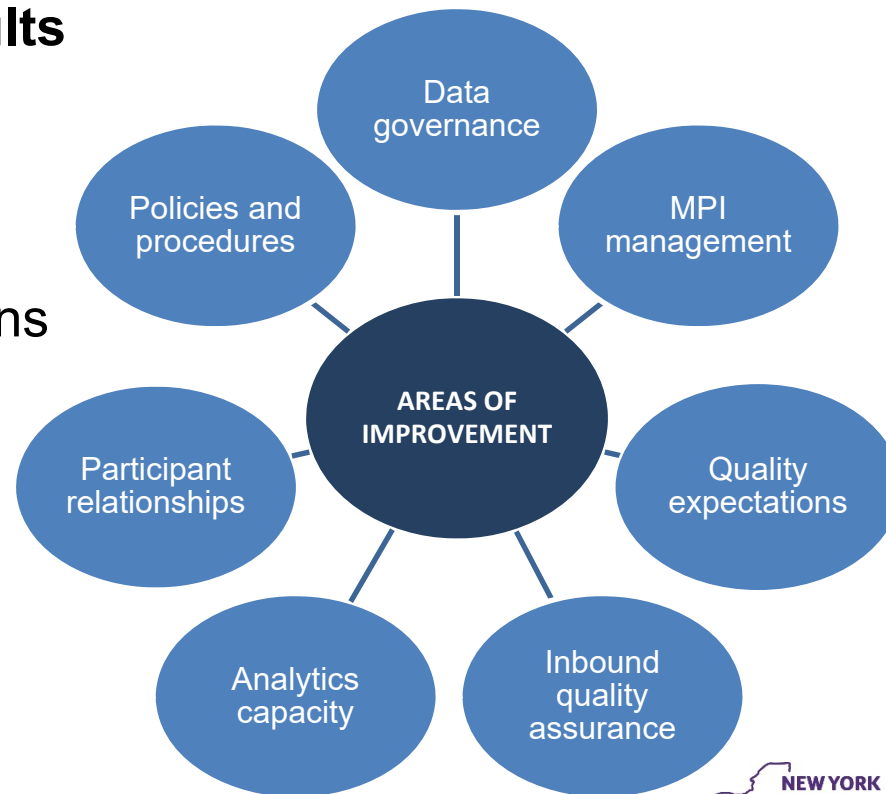 ults
ns
Data
governance
MPI
management
Quality
expectations
Inbound
quality
assurance
Analytics
capacity
Participant
relationships
Policies and
procedures
AREAS OF
IMPROVEMENT
NEW YORK